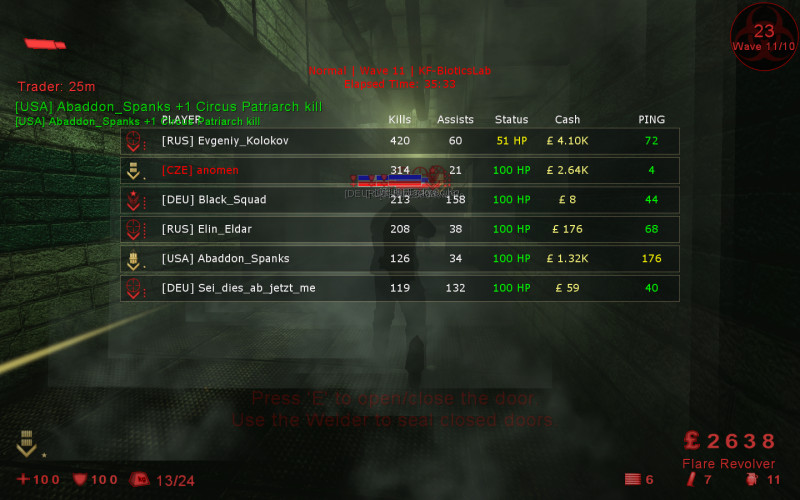 23
Wave 11/10
Normal | Wave 11 | KF-BioticsLab
Elapsed Time: 25:53
Trader: 25m
[USA] Abaddon_Spanks +1 Circus Patriarch kill
[USA] Abaddon_Spanks +1 Circus Patriarch kill
PLAYER Kills Assists Status Cash PING
[RUS] Evgeniy_Kolokov 420 60 51 HP £ 4.10K 72
[CZE] anomen 314 21 100 HP £ 2.64K 4
[DEU] Black_Squad 213 158 100 HP £ 8 44
[RUS] Elin_Eldar 208 38 100 HP £ 176 68
[USA] Abaddon_Spanks 126 34 100 HP £ 1.32K 176
[DEU] Sei_dies_ab_jetzt_me 119 132 100 HP £ 59 40
Press 'E' to open/close the door.
Use the Welder to seal closed doors.
£2638
Flare Revolver
100 100 13/24 6 7 11